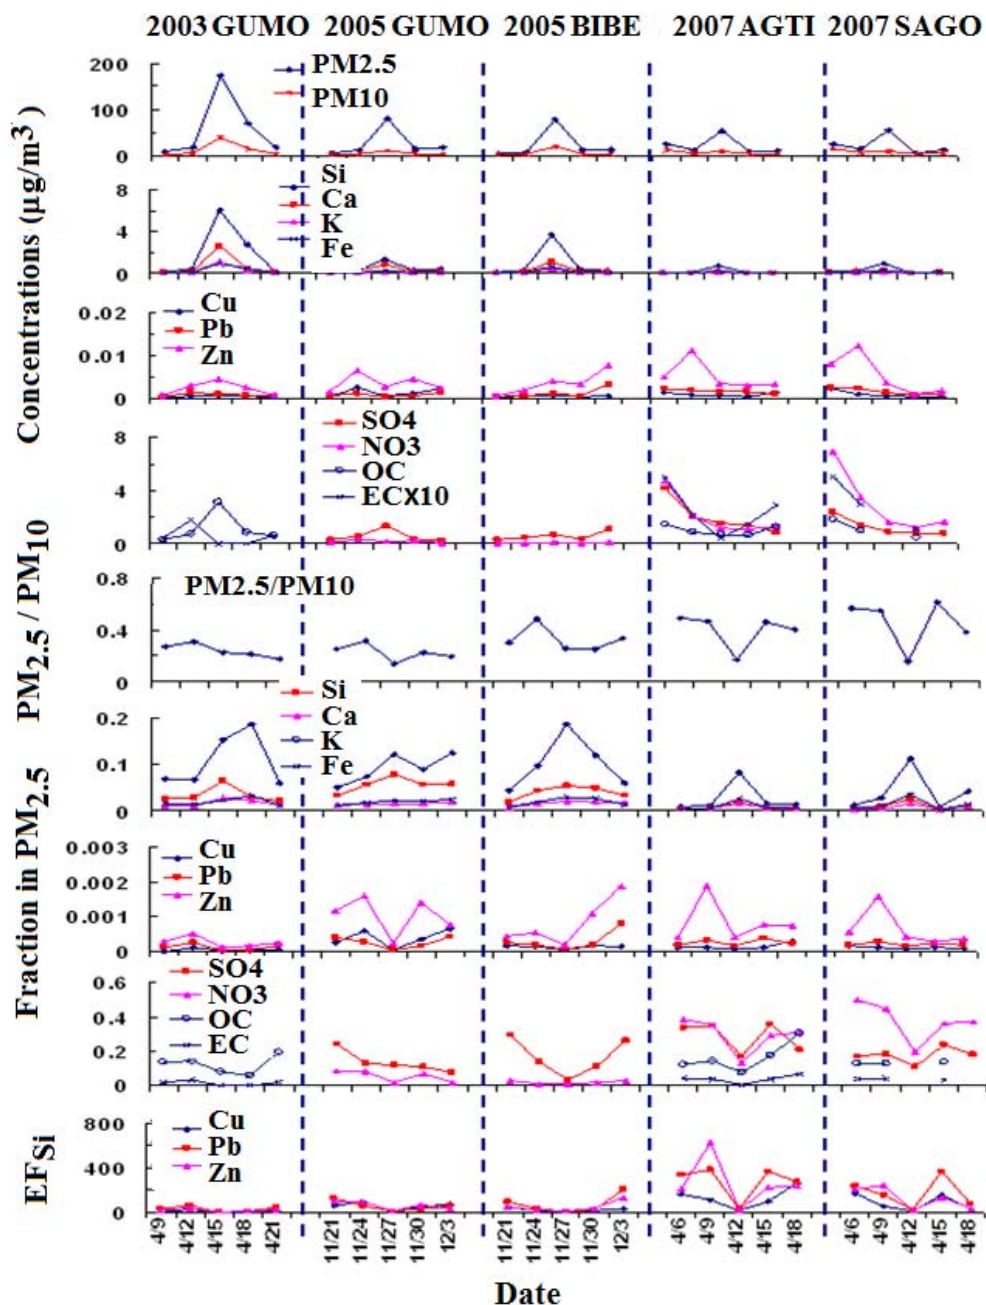 2003 GUMO 2005 GUMO 2005 BIBE 2007 AGTI 2007 SAGO
Concentrations (µg/m3)
200
100
0
PM2.5
PM10
8
4
0
Si
Ca
K
Fe
0.02
0.01
0
Cu
Pb
Zn
8
4
0
SO4
NO3
OC
ECX10
PM2.5 / PM10
0.8
0.4
0
PM2.5/PM10
Fraction in PM2.5
0.2
0.1
0
Si
Ca
K
Fe
0.003
0.002
0.001
0
Cu
Pb
Zn
0.6
0.4
0.2
0
SO4
NO3
OC
EC
EFSi
800
400
0
Cu
Pb
Zn
4/9 4/12 4/15 4/18 4/21 11/21 11/24 11/27 11/30 12/3 11/21 11/24 11/27 11/30 12/3 4/6 4/9 4/12 4/15 4/18 4/6 4/9 4/12 4/15 4/18
Date